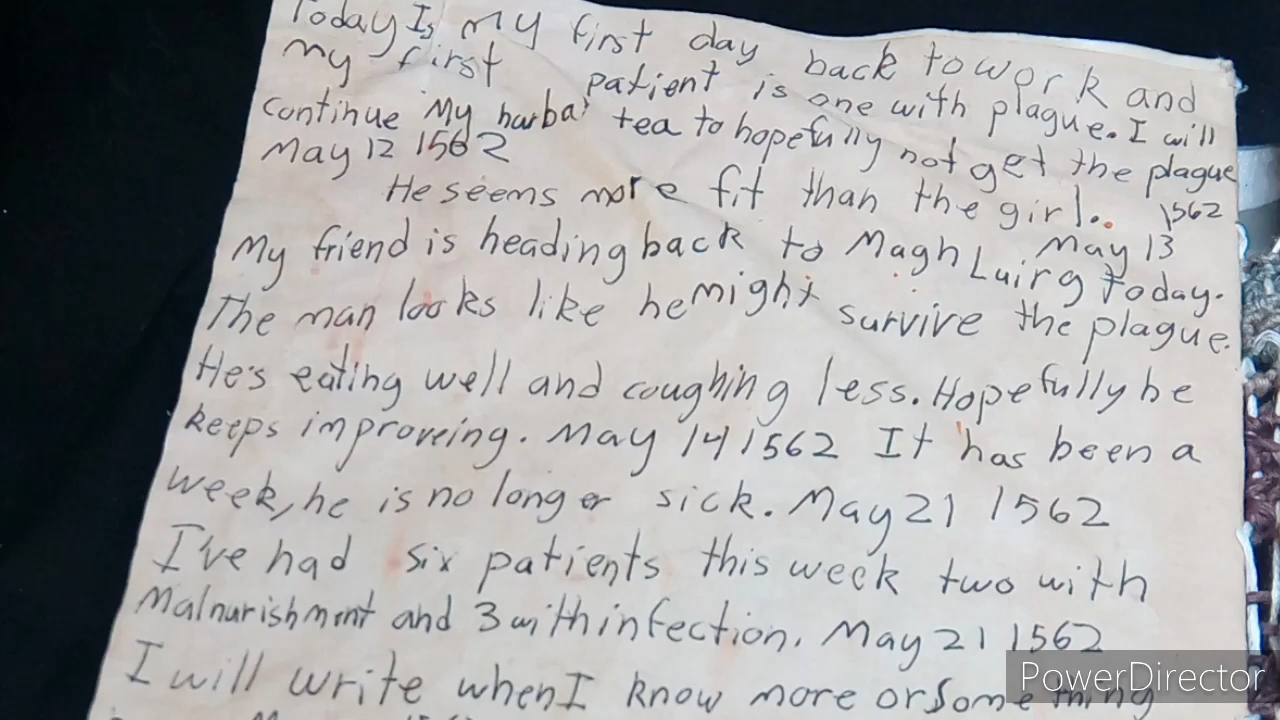 Today Is my first day back to work and
my first patient is one with plague. I will
continue My harbal tea to hopefully not get the plague
May 12 1562
He seems more fit than the girl.. 1562
May 13
My friend is heading back to Magh Luirg today.
The man looks like he might survive the plague.
He's eating well and coughing less. Hopefully he
keeps improveing. May 14 1562 It has been a
week, he is no longer sick. May 21 1562
I've had six patients this week two with
Malnurishment and 3 with infection. May 21 1562
I will write when I know more or something
PowerDirector